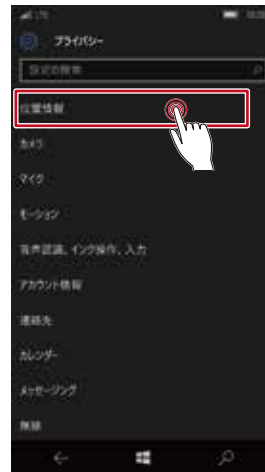 プライバシー
設定の検索
位置情報
カメラ
マイク
モーション
音声認識、インク操作、入力
アカウント情報
連絡先
カレンダー
メッセージング
無線